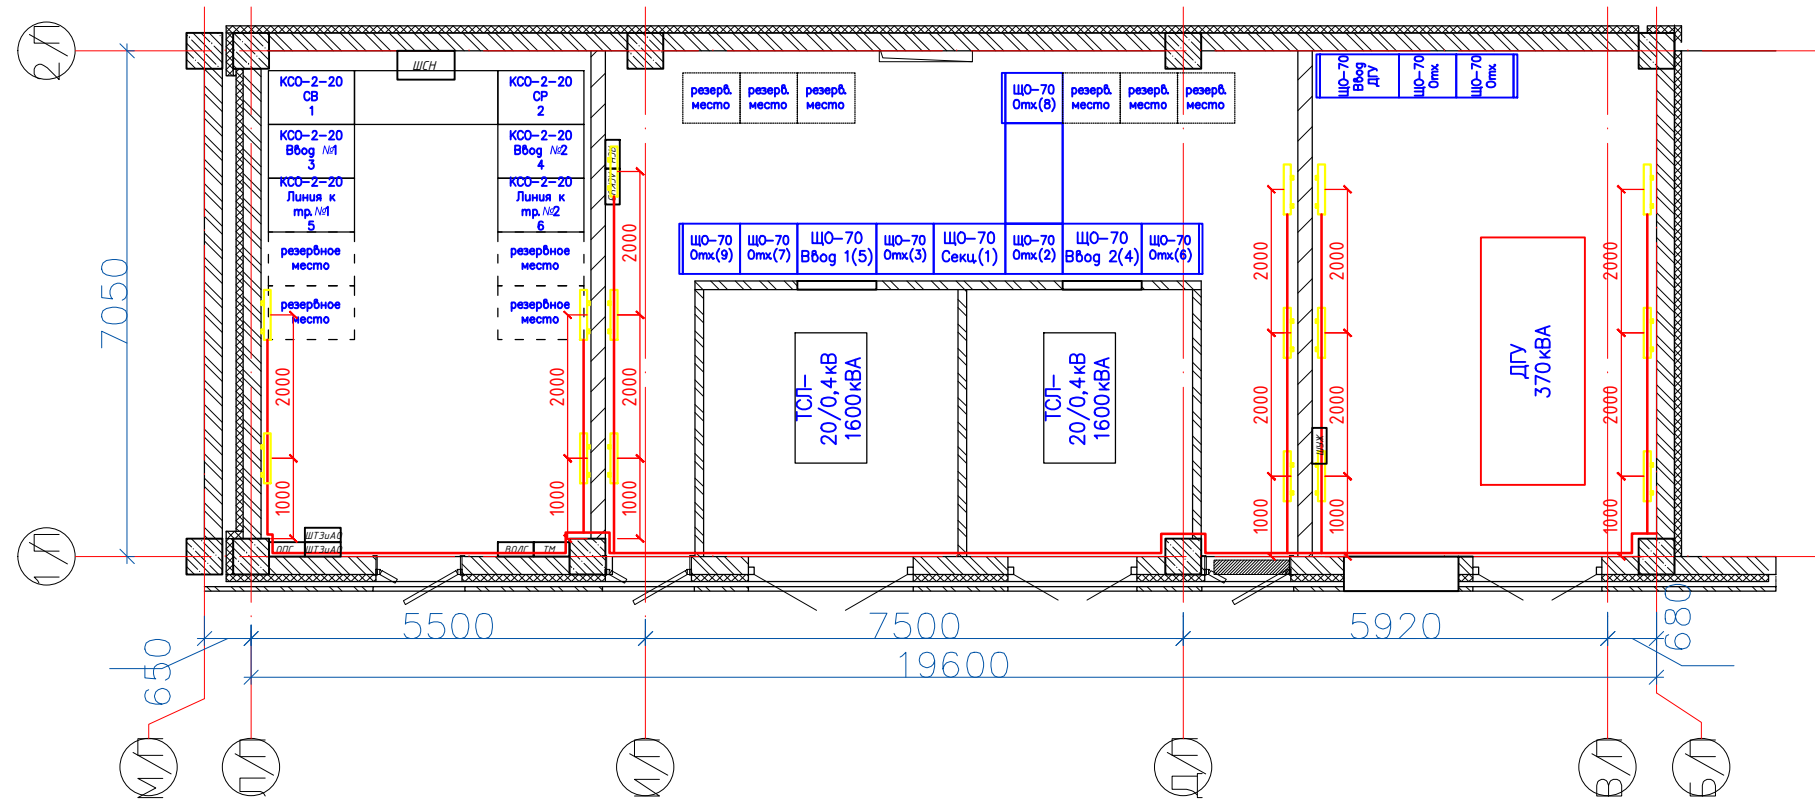 2/П
ШСН
КСО-2-20
СВ
1
КСО-2-20
СР
2
КСО-2-20
Ввод №1
3
КСО-2-20
Ввод №2
4
КСО-2-20
Линия к
тр.№1
5
КСО-2-20
Линия к
тр.№2
6
резервное
место
резервное
место
резервное
место
резервное
место
резерв.
место
резерв.
место
резерв.
место
ЩО-70
Отх(8)
резерв.
место
резерв.
место
резерв.
место
ЩО-70
Ввод
ДГУ
ЩО-70
Отх
ЩО-70
Отх
ЩО-70
Отх(9)
ЩО-70
Отх(7)
ЩО-70
Ввод 1(5)
ЩО-70
Отх(3)
ЩО-70
Секц.(1)
ЩО-70
Отх(2)
ЩО-70
Ввод 2(4)
ЩО-70
Отх(6)
ТСЛ-
20/0,4кВ
1600кВА
ТСЛ-
20/0,4кВ
1600кВА
ДГУ
370кВА
7050
2000
1000
2000
1000
2000
2000
1000
2000
2000
1000
2000
2000
1000
2000
2000
1000
ОПС
ШТЗиАС
ШТЗиАС
ВОЛС
ТМ
1/П
650
5500
7500
5920
680
19600
М/П
Л/П
И/П
Д/П
В/П
Б/П